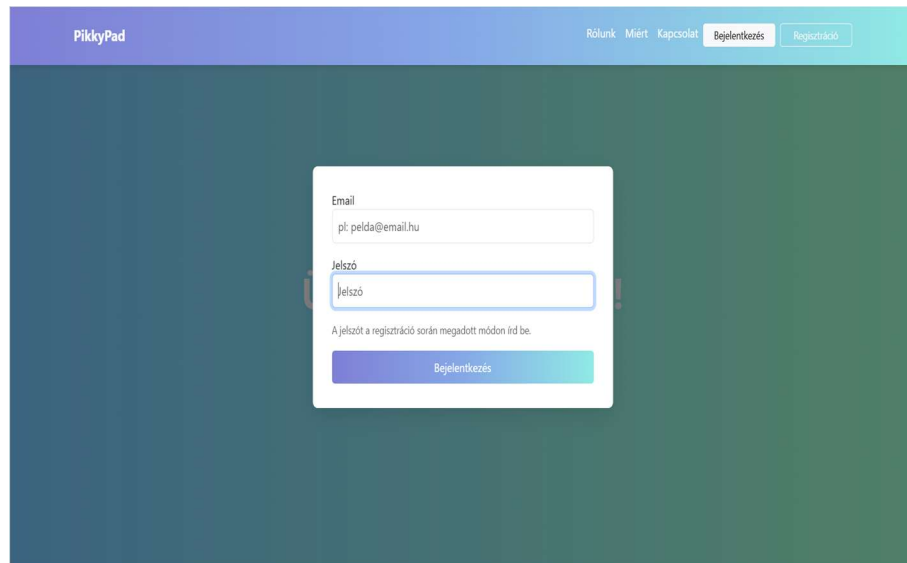 PikkyPad
Rólunk Miért Kapcsolat Bejelentkezés Regisztráció
Email
pl: pelda@email.hu
Jelszó
Jelszó
A jelszót a regisztráció során megadott módon írd be.
Bejelentkezés